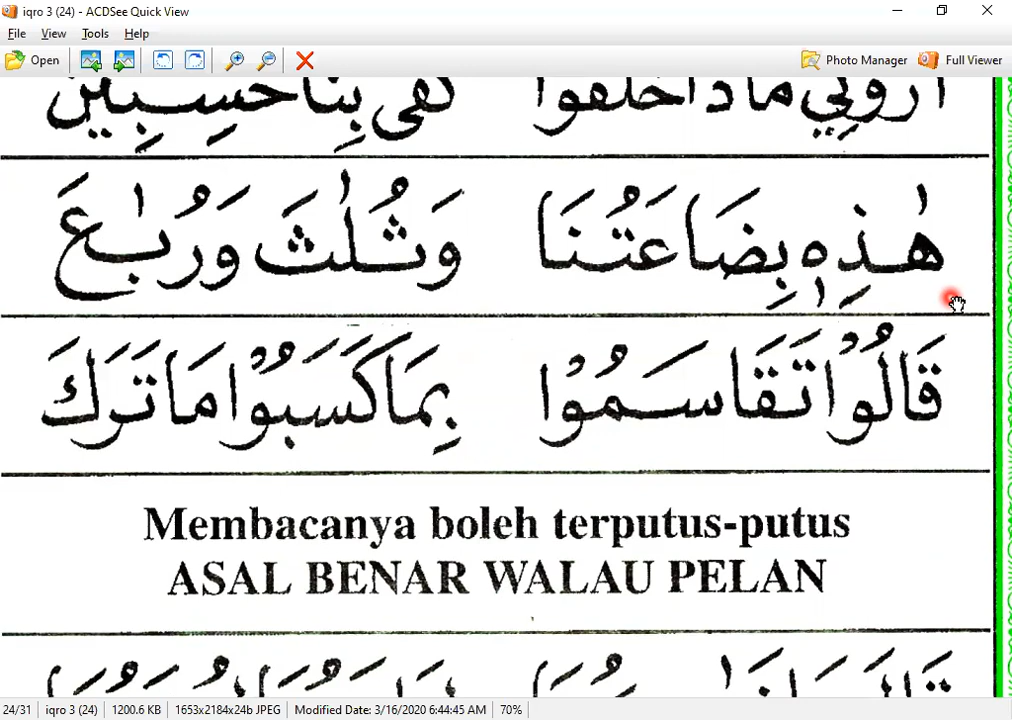 iqro 3 (24) - ACDSee Quick View
File View Tools Help
Open Photo Manager Full Viewer
أَرُوْنِي مَاذَا خَلَقُوا كَفَى بِنَا حَسِبِيْنَ
هٰذِهٖ بِضَاعَتُنَا وَثُلٰثَ وَرُبٰعَ
قَالُوْا تَقَاسَمُوْا بِمَا كَسَبُوْا مَا تَرَكَ
Membacanya boleh terputus-putus
ASAL BENAR WALAU PELAN
24/31 iqro 3 (24) 1200.6 KB 1653x2184x24b JPEG Modified Date: 3/16/2020 6:44:45 AM 70%